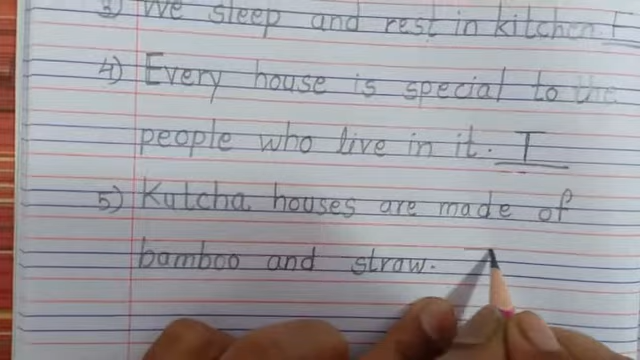 3) We sleep and rest in kitchen.
4) Every house is special to the
people who live in it. T
5) Kutcha houses are made of
bamboo and straw.